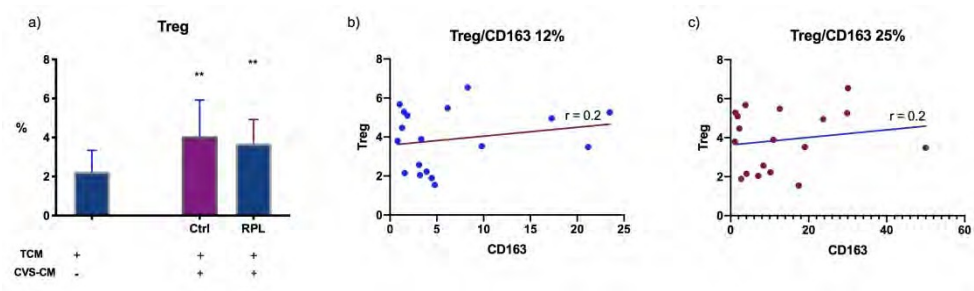 a)
Treg
8
6
4
2
0
%
**
**
Ctrl
RPL
TCM
+
+
+
CVS-CM
-
+
+
b)
Treg/CD163 12%
8
6
4
2
0
Treg
r = 0.2
0
5
10
15
20
25
CD163
c)
Treg/CD163 25%
8
6
4
2
0
Treg
r = 0.2
0
20
40
60
CD163